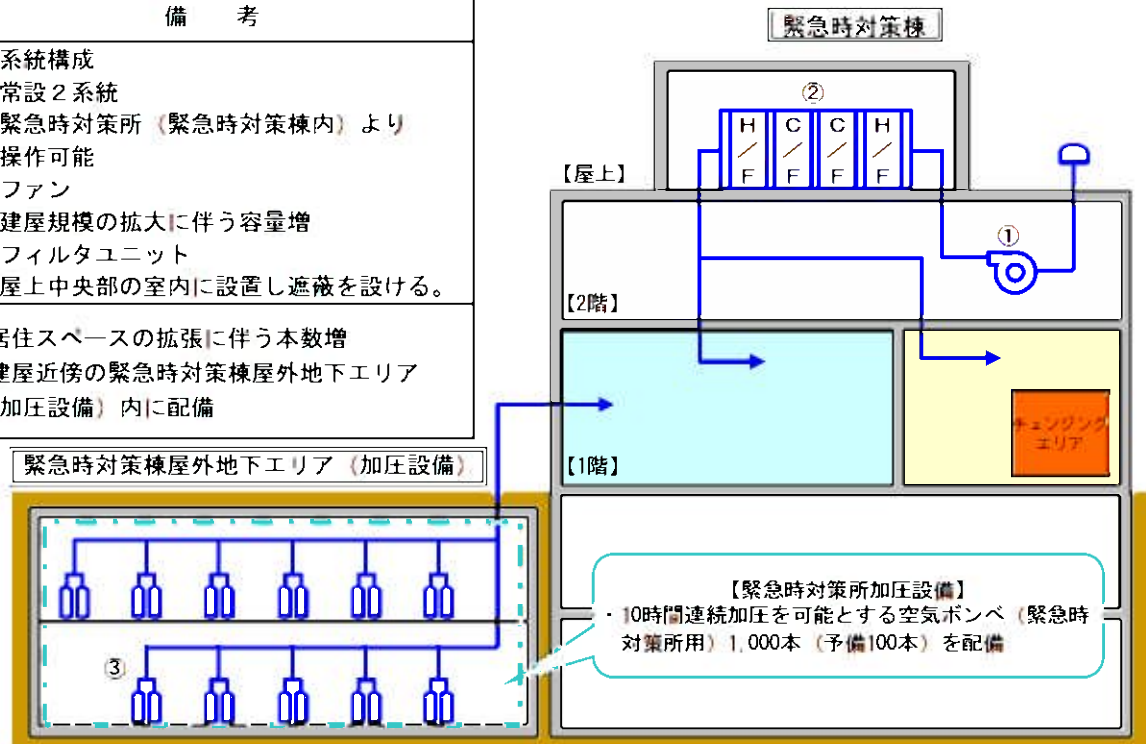 備　考
系統構成
常設２系統
緊急時対策所（緊急時対策棟内）より
操作可能
ファン
建屋規模の拡大に伴う容量増
フィルタユニット
屋上中央部の室内に設置し遮蔽を設ける。
居住スペースの拡張に伴う本数増
建屋近傍の緊急時対策棟屋外地下エリア
加圧設備）内に配備
緊急時対策棟
②
H/F C/F C/F H/F
【屋上】
①
【2階】
チェンジング
エリア
【1階】
緊急時対策棟屋外地下エリア（加圧設備）
③
【緊急時対策所加圧設備】
・10時間連続加圧を可能とする空気ボンベ（緊急時
対策所用）1,000本（予備100本）を配備